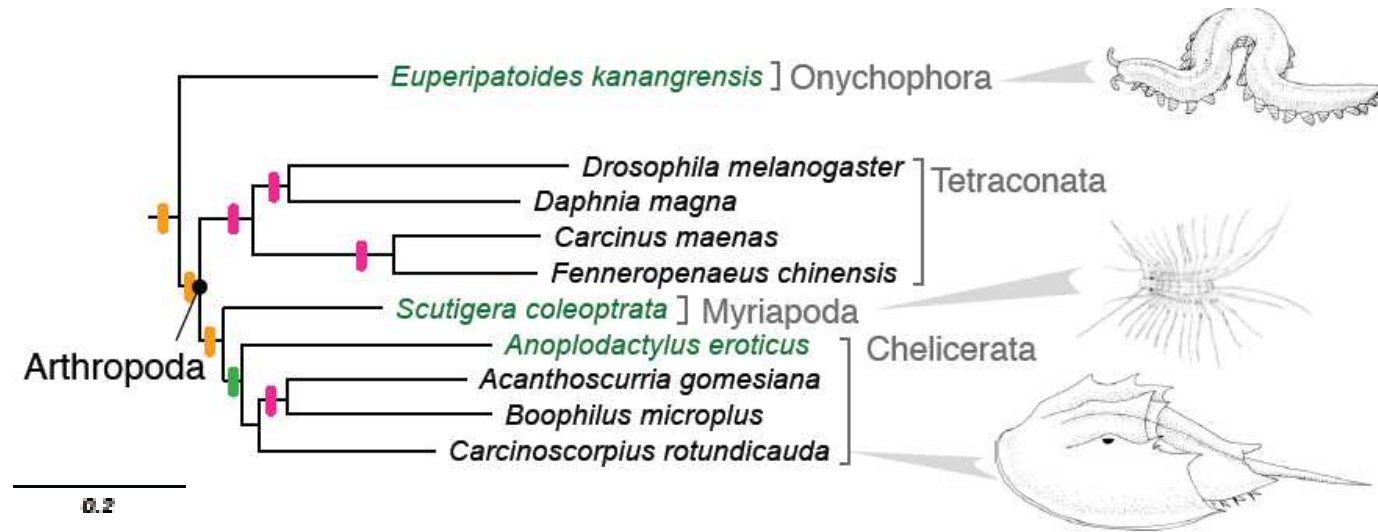 Euperipatoides kanangrensis ] Onychophora
Drosophila melanogaster
Tetraconata
Daphnia magna
Carcinus maenas
Fenneropenaeus chinensis
Scutigera coleoptrata ] Myriapoda
Anoplodactylus eroticus
Chelicerata
Arthropoda
Acanthoscurria gomesiana
Boophilus microplus
Carcinoscorpius rotundicauda
0.2